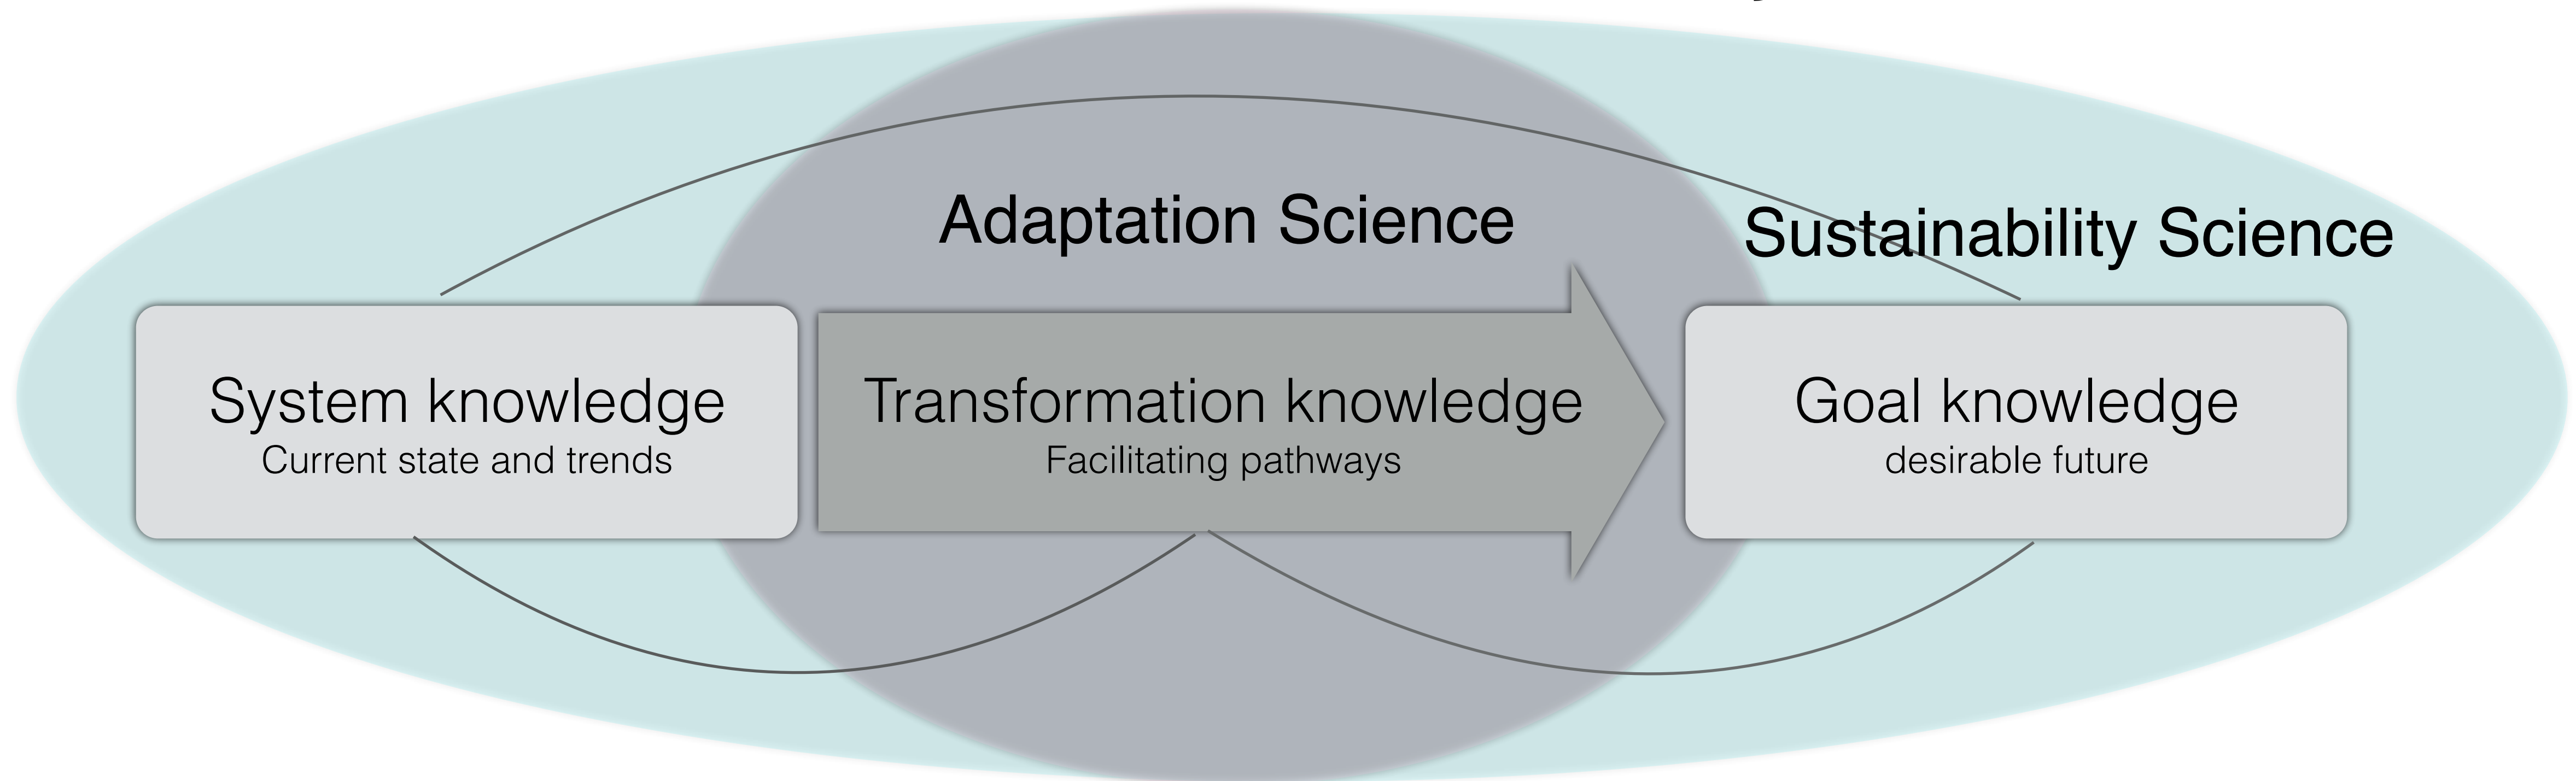 Adaptation Science
Sustainability Science
System knowledge
Current state and trends
Transformation knowledge
Facilitating pathways
Goal knowledge
desirable future